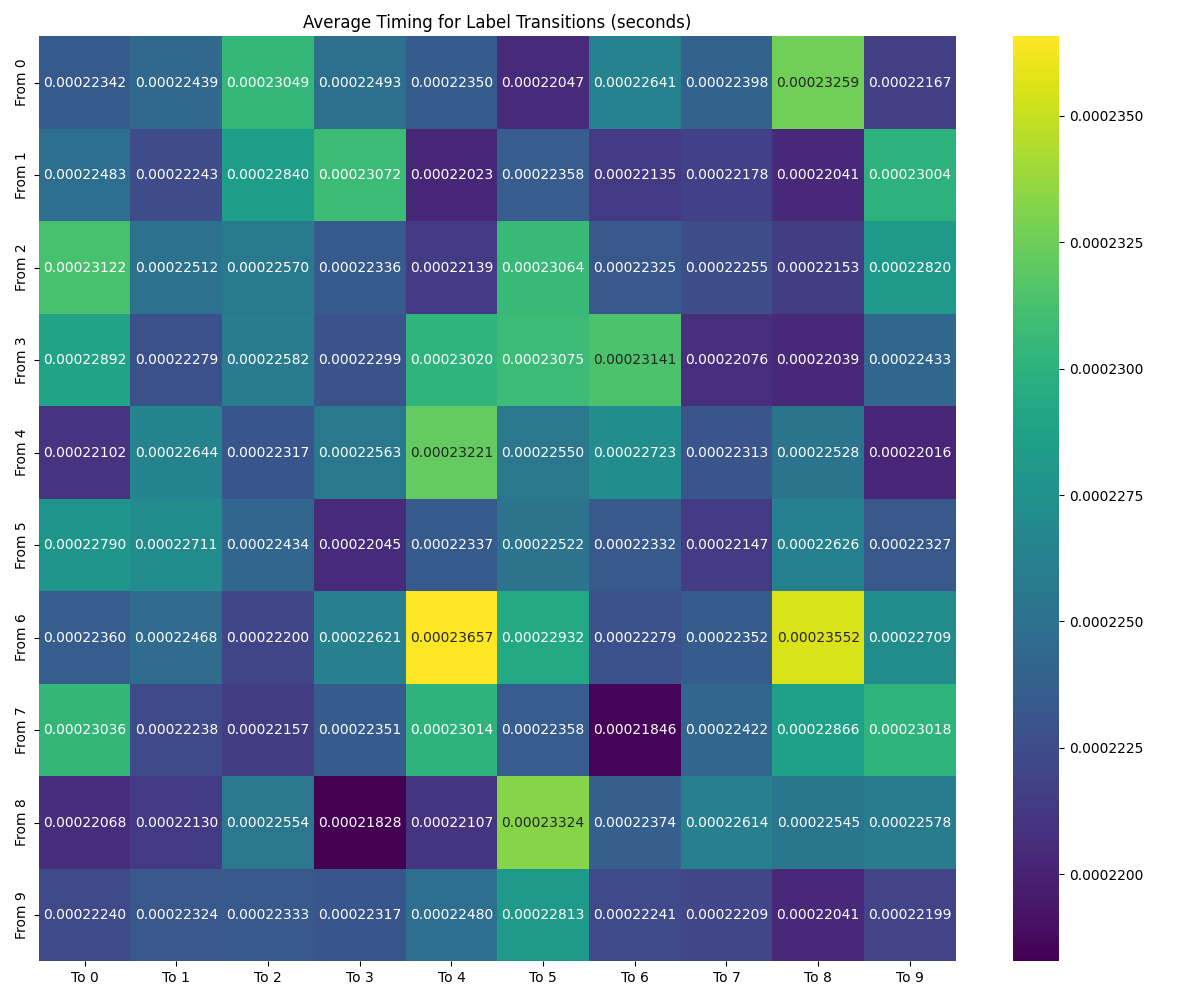 Average Timing for Label Transitions (seconds)
From 0 0.00022342 0.00022439 0.00023049 0.00022493 0.00022350 0.00022047 0.00022641 0.00022398 0.00023259 0.00022167
From 1 0.00022483 0.00022243 0.00022840 0.00023072 0.00022023 0.00022358 0.00022135 0.00022178 0.00022041 0.00023004
From 2 0.00023122 0.00022512 0.00022570 0.00022336 0.00022139 0.00023064 0.00022325 0.00022255 0.00022153 0.00022820
From 3 0.00022892 0.00022279 0.00022582 0.00022299 0.00023020 0.00023075 0.00023141 0.00022076 0.00022039 0.00022433
From 4 0.00022102 0.00022644 0.00022317 0.00022563 0.00023221 0.00022550 0.00022723 0.00022313 0.00022528 0.00022016
From 5 0.00022790 0.00022711 0.00022434 0.00022045 0.00022337 0.00022522 0.00022332 0.00022147 0.00022626 0.00022327
From 6 0.00022360 0.00022468 0.00022200 0.00022621 0.00023657 0.00022932 0.00022279 0.00022352 0.00023552 0.00022709
From 7 0.00023036 0.00022238 0.00022157 0.00022351 0.00023014 0.00022358 0.00021846 0.00022422 0.00022866 0.00023018
From 8 0.00022068 0.00022130 0.00022554 0.00021828 0.00022107 0.00023324 0.00022374 0.00022614 0.00022545 0.00022578
From 9 0.00022240 0.00022324 0.00022333 0.00022317 0.00022480 0.00022813 0.00022241 0.00022209 0.00022041 0.00022199
To 0 To 1 To 2 To 3 To 4 To 5 To 6 To 7 To 8 To 9
0.0002350
0.0002325
0.0002300
0.0002275
0.0002250
0.0002225
0.0002200